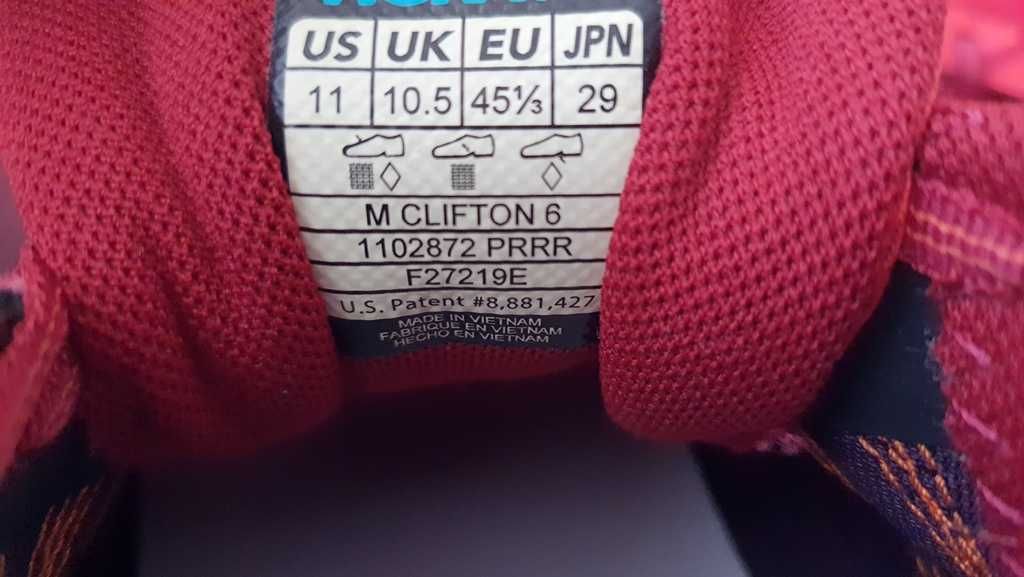 US UK EU JPN
11 10.5 45⅓ 29
M CLIFTON 6
1102872 PRRR
F27219E
U.S. Patent #8,881,427
MADE IN VIETNAM
FABRIQUE EN VIETNAM
HECHO EN VIETNAM